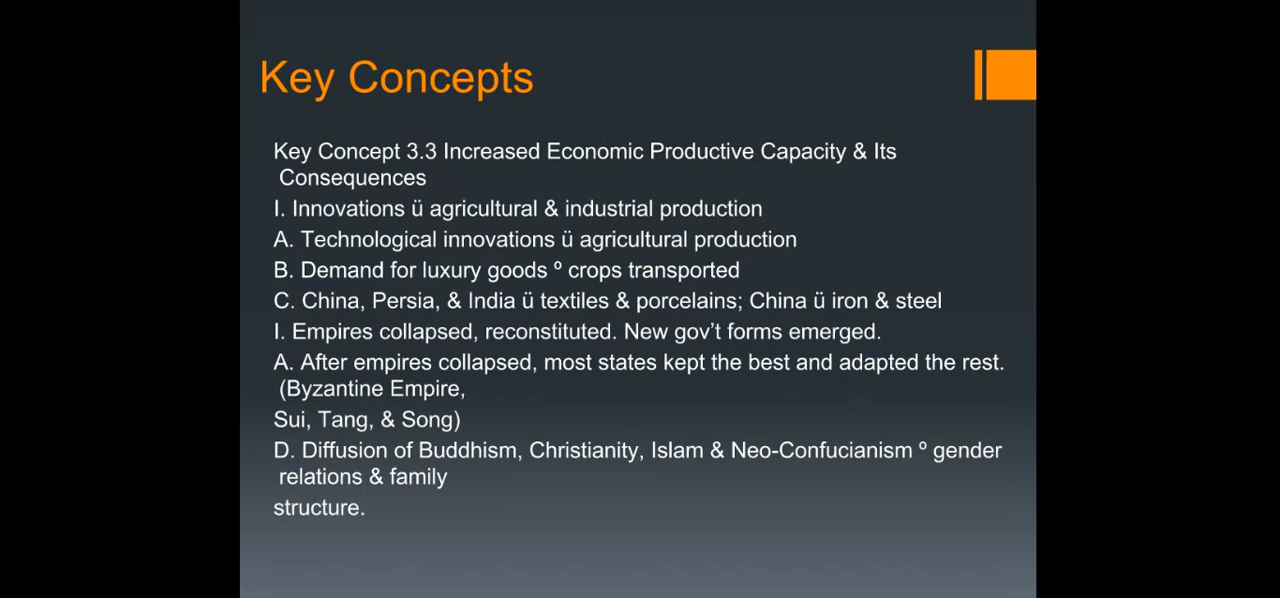 Key Concepts
Key Concept 3.3 Increased Economic Productive Capacity & Its
Consequences
I. Innovations ü agricultural & industrial production
A. Technological innovations ü agricultural production
B. Demand for luxury goods º crops transported
C. China, Persia, & India ü textiles & porcelains; China ü iron & steel
I. Empires collapsed, reconstituted. New gov’t forms emerged.
A. After empires collapsed, most states kept the best and adapted the rest.
(Byzantine Empire,
Sui, Tang, & Song)
D. Diffusion of Buddhism, Christianity, Islam & Neo-Confucianism º gender
relations & family
structure.